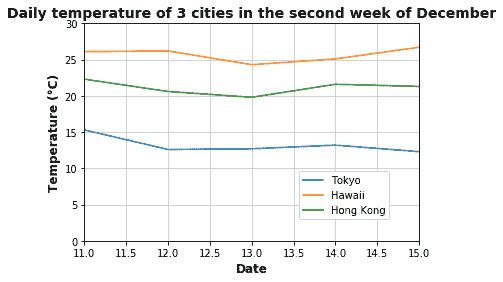 Daily temperature of 3 cities in the second week of December
30
25
20
15
10
5
0
Temperature (°C)
Tokyo
Hawaii
Hong Kong
11.0 11.5 12.0 12.5 13.0 13.5 14.0 14.5 15.0
Date